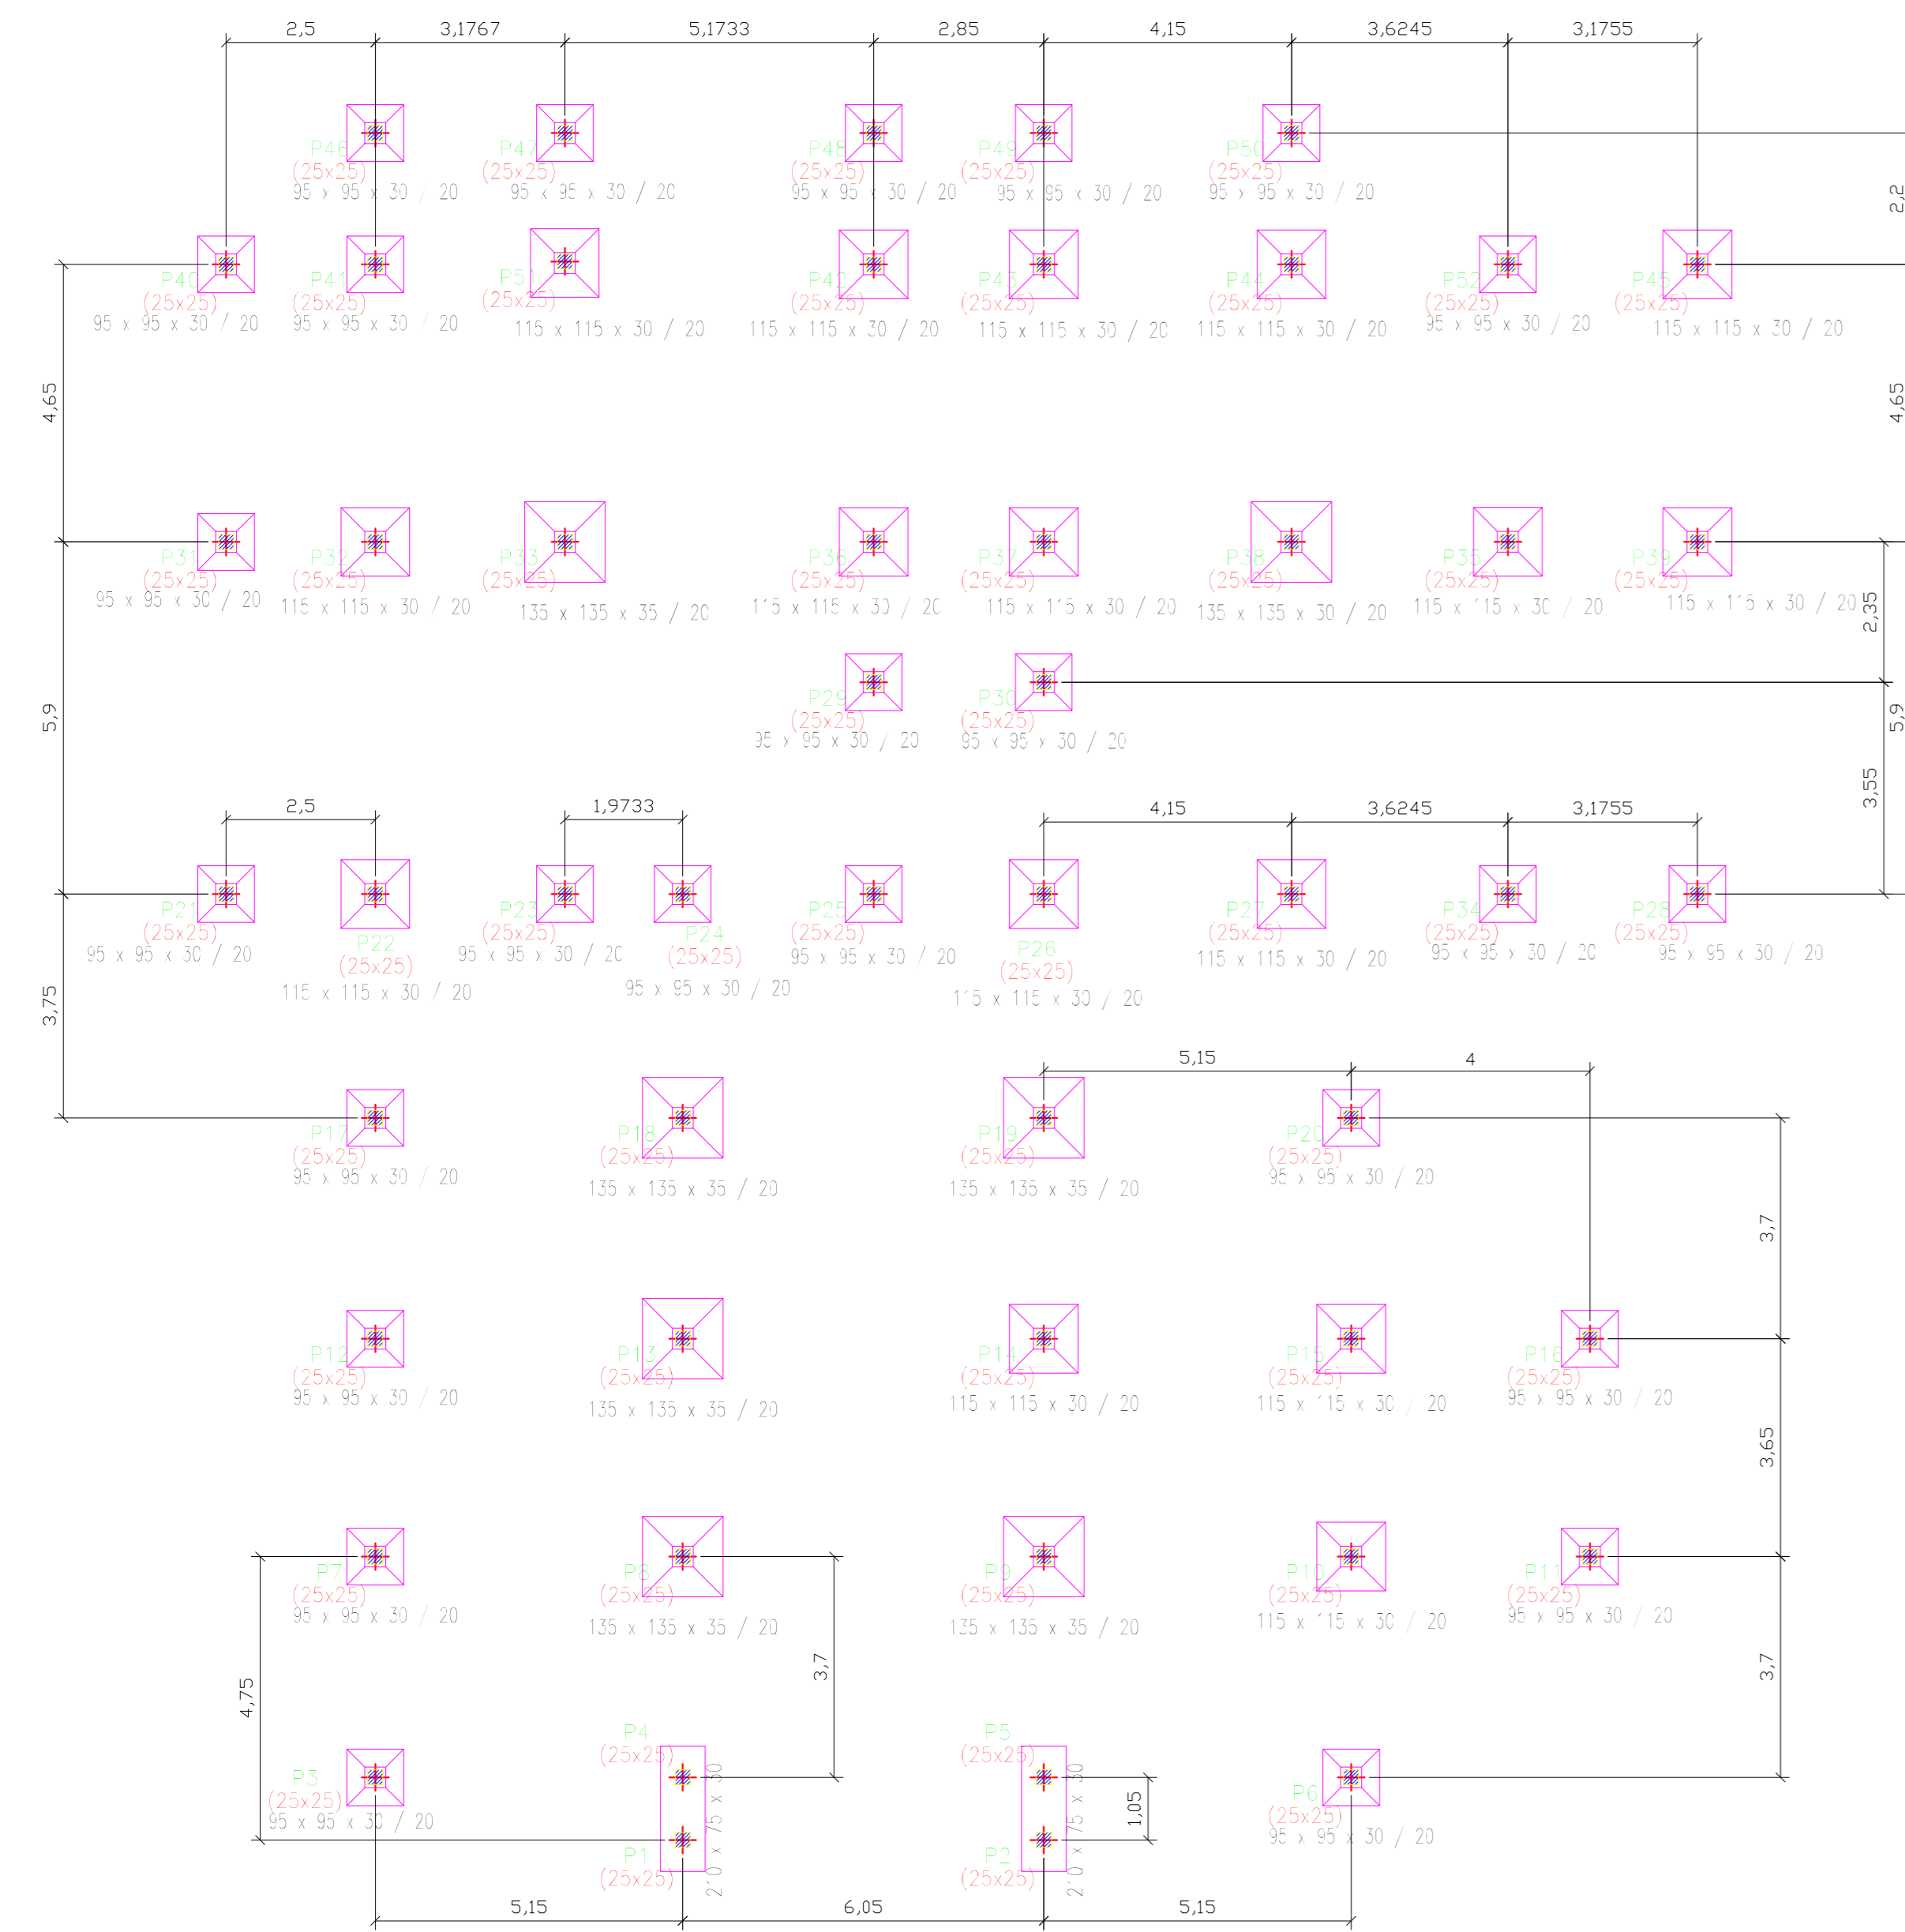 2,5 3,1767 5,1733 2,85 4,15 3,6245 3,1755
P46 P47 P48 P49 P50
(25x25) (25x25) (25x25) (25x25) (25x25)
95 x 95 x 30 / 20 95 x 95 x 30 / 20 95 x 95 x 30 / 20 95 x 95 x 30 / 20 95 x 95 x 30 / 20
2,2
P40 P41 P51 P42 P43 P44 P52 P45
(25x25) (25x25) (25x25) (25x25) (25x25) (25x25) (25x25) (25x25)
95 x 95 x 30 / 20 95 x 95 x 30 / 20 115 x 115 x 30 / 20 115 x 115 x 30 / 20 115 x 115 x 30 / 20 115 x 115 x 30 / 20 95 x 95 x 30 / 20 115 x 115 x 30 / 20
4,65 4,65
P31 P32 P33 P36 P37 P38 P35 P39
(25x25) (25x25) (25x25) (25x25) (25x25) (25x25) (25x25) (25x25)
95 x 95 x 30 / 20 115 x 115 x 30 / 20 135 x 135 x 35 / 20 115 x 115 x 30 / 20 115 x 115 x 30 / 20 135 x 135 x 30 / 20 115 x 115 x 30 / 20 115 x 115 x 30 / 20
2,35
P29 P30
(25x25) (25x25)
95 x 95 x 30 / 20 95 x 95 x 30 / 20
5,9 5,9
3,55
2,5 1,9733 4,15 3,6245 3,1755
P21 P23 P25 P27 P34 P28
(25x25) (25x25) (25x25) (25x25) (25x25) (25x25)
95 x 95 x 30 / 20 95 x 95 x 30 / 20 95 x 95 x 30 / 20 115 x 115 x 30 / 20 95 x 95 x 30 / 20 95 x 95 x 30 / 20
P22 P24 P26
(25x25) (25x25) (25x25)
115 x 115 x 30 / 20 95 x 95 x 30 / 20 115 x 115 x 30 / 20
3,75
5,15 4
P17 P18 P19 P20
(25x25) (25x25) (25x25) (25x25)
95 x 95 x 30 / 20 135 x 135 x 35 / 20 135 x 135 x 35 / 20 95 x 95 x 30 / 20
3,7
P12 P13 P14 P15 P16
(25x25) (25x25) (25x25) (25x25) (25x25)
95 x 95 x 30 / 20 135 x 135 x 35 / 20 115 x 115 x 30 / 20 115 x 115 x 30 / 20 95 x 95 x 30 / 20
3,65
P7 P8 P9 P10 P11
(25x25) (25x25) (25x25) (25x25) (25x25)
95 x 95 x 30 / 20 135 x 135 x 35 / 20 135 x 135 x 35 / 20 115 x 115 x 30 / 20 95 x 95 x 30 / 20
4,75 3,7 3,7
P4 P5
(25x25) (25x25)
P3 P6
(25x25) (25x25)
95 x 95 x 30 / 20 95 x 95 x 30 / 20
210 x 75 x 30 210 x 75 x 30
1,05
P1 P2
(25x25) (25x25)
5,15 6,05 5,15